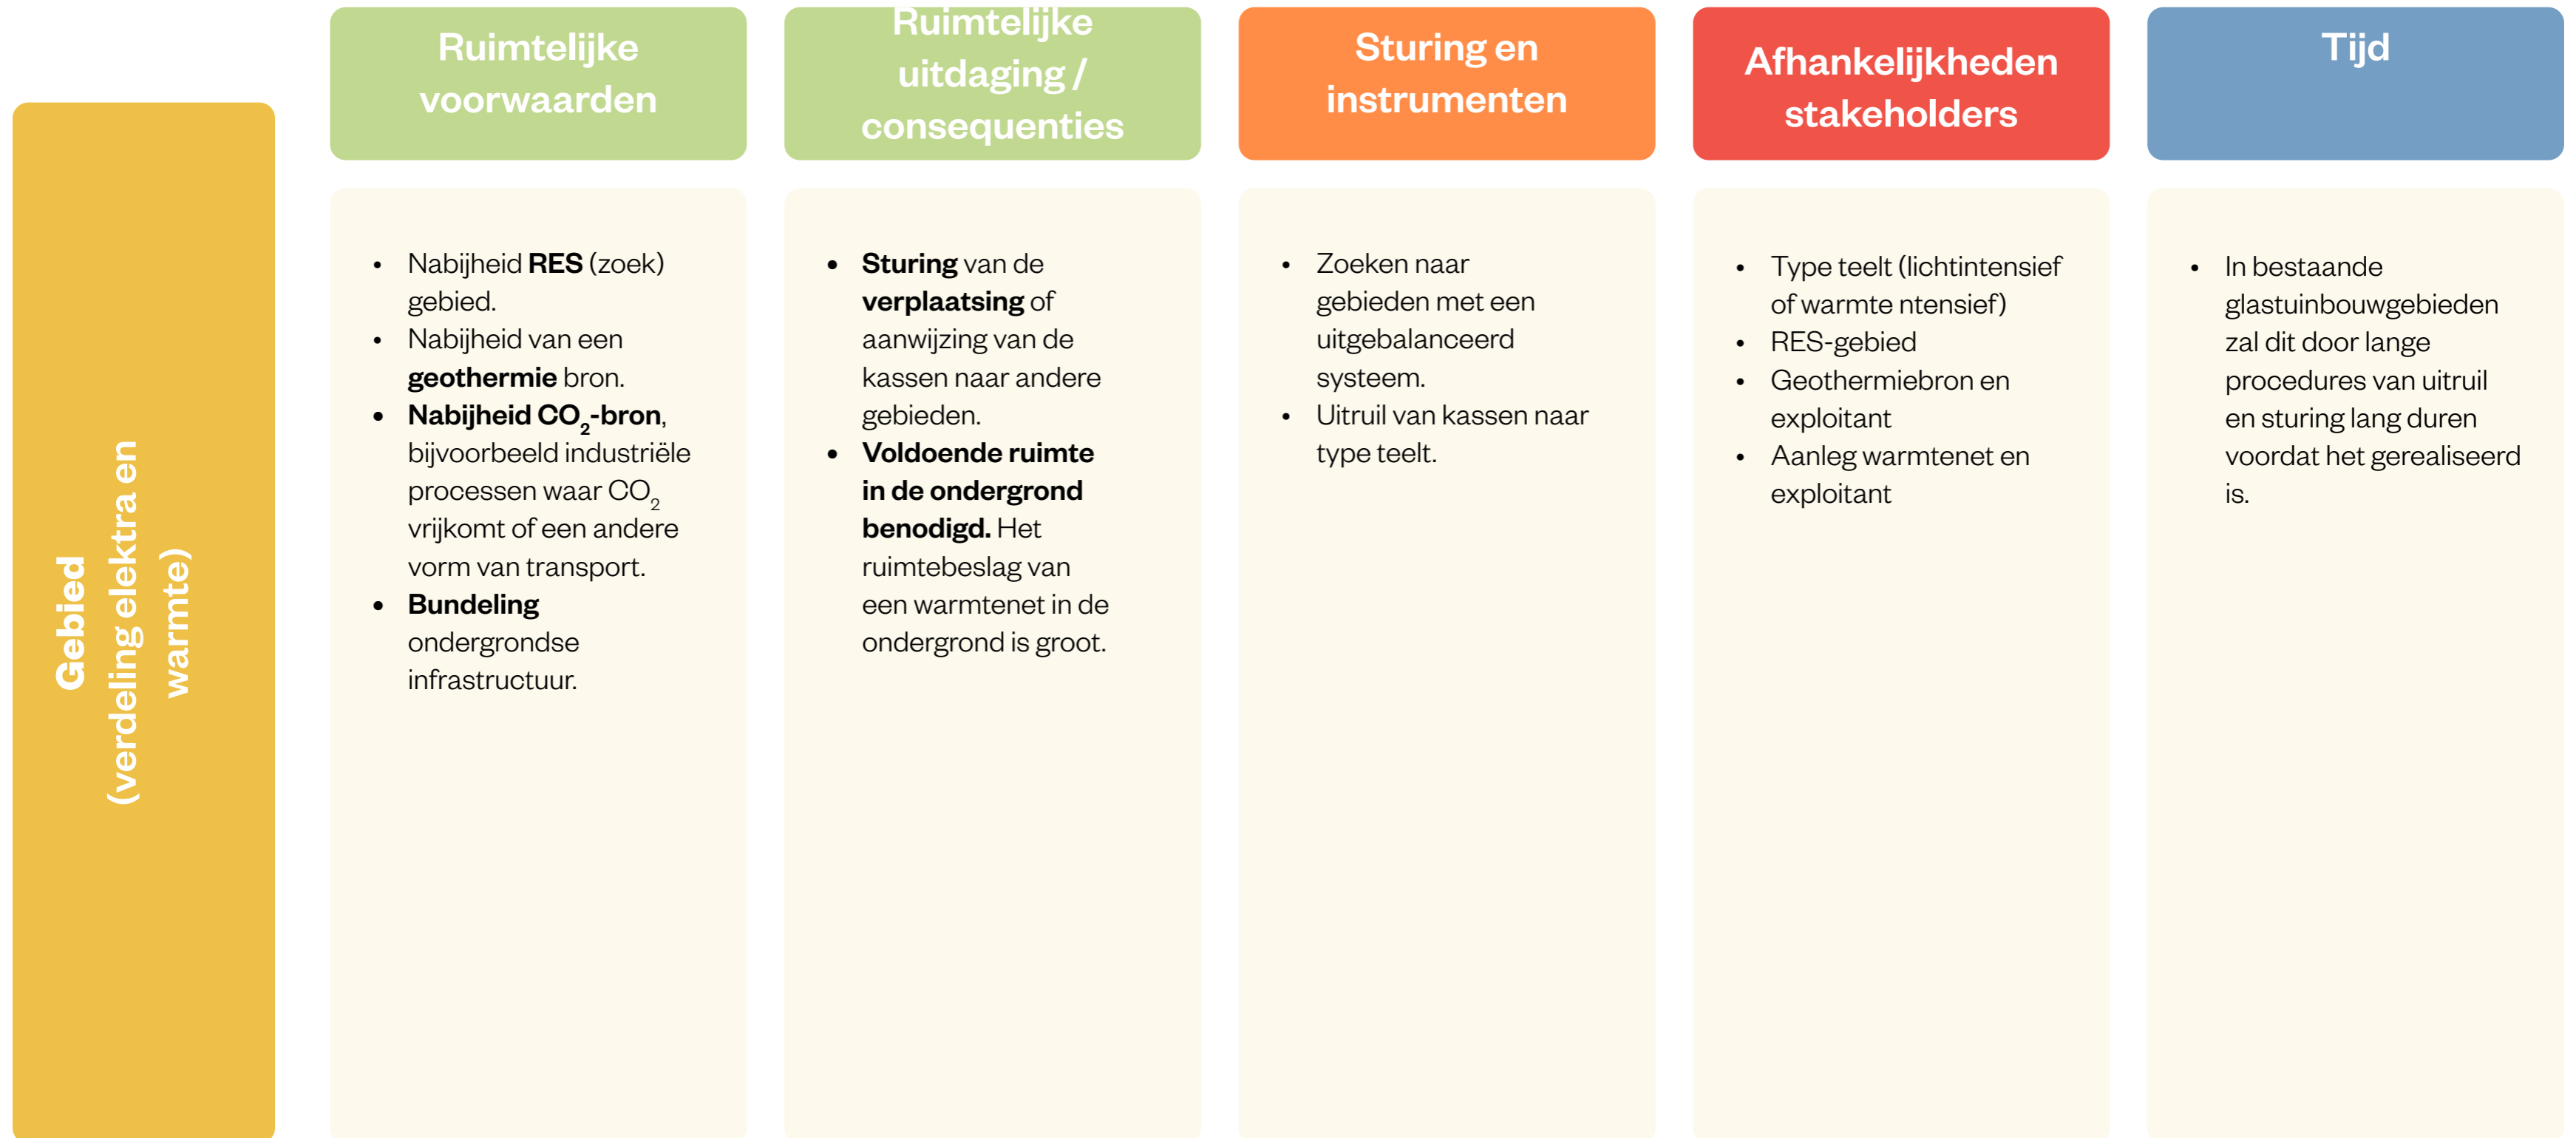 Gebied
(verdeling elektra en
warmte)
Ruimtelijke
voorwaarden
• Nabijheid RES (zoek)
gebied.
• Nabijheid van een
geothermie bron.
• Nabijheid CO₂-bron,
bijvoorbeeld industriële
processen waar CO₂
vrijkomt of een andere
vorm van transport.
• Bundeling
ondergrondse
infrastructuur.
Ruimtelijke
uitdaging /
consequenties
• Sturing van de
verplaatsing of
aanwijzing van de
kassen naar andere
gebieden.
• Voldoende ruimte
in de ondergrond
benodigd. Het
ruimtebeslag van
een warmtenet in de
ondergrond is groot.
Sturing en
instrumenten
• Zoeken naar
gebieden met een
uitgebalanceerd
systeem.
• Uitruil van kassen naar
type teelt.
Afhankelijkheden
stakeholders
• Type teelt (lichtintensief
of warmte ntensief)
• RES-gebied
• Geothermiebron en
exploitant
• Aanleg warmtenet en
exploitant
Tijd
• In bestaande
glastuinbouwgebieden
zal dit door lange
procedures van uitruil
en sturing lang duren
voordat het gerealiseerd
is.